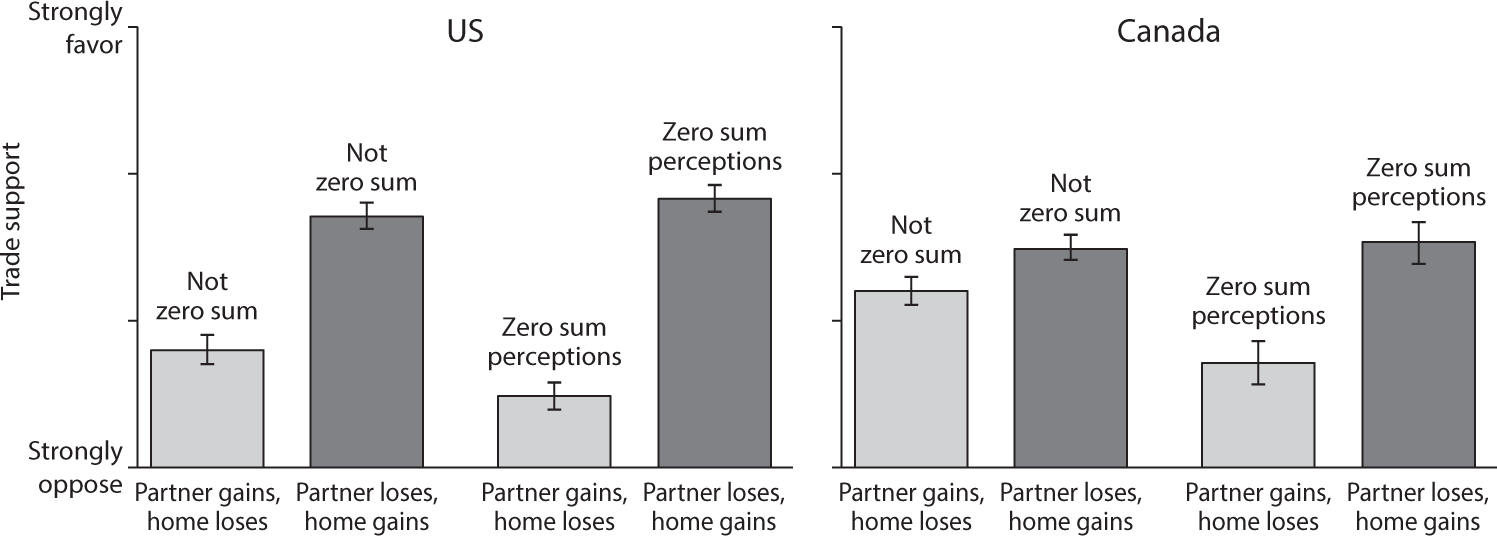 Strongly
favor
Trade support
Strongly
oppose
US
Not
zero sum
Not
zero sum
Zero sum
perceptions
Zero sum
perceptions
Partner gains,
home loses
Partner loses,
home gains
Partner gains,
home loses
Partner loses,
home gains
Canada
Not
zero sum
Not
zero sum
Zero sum
perceptions
Zero sum
perceptions
Partner gains,
home loses
Partner loses,
home gains
Partner gains,
home loses
Partner loses,
home gains